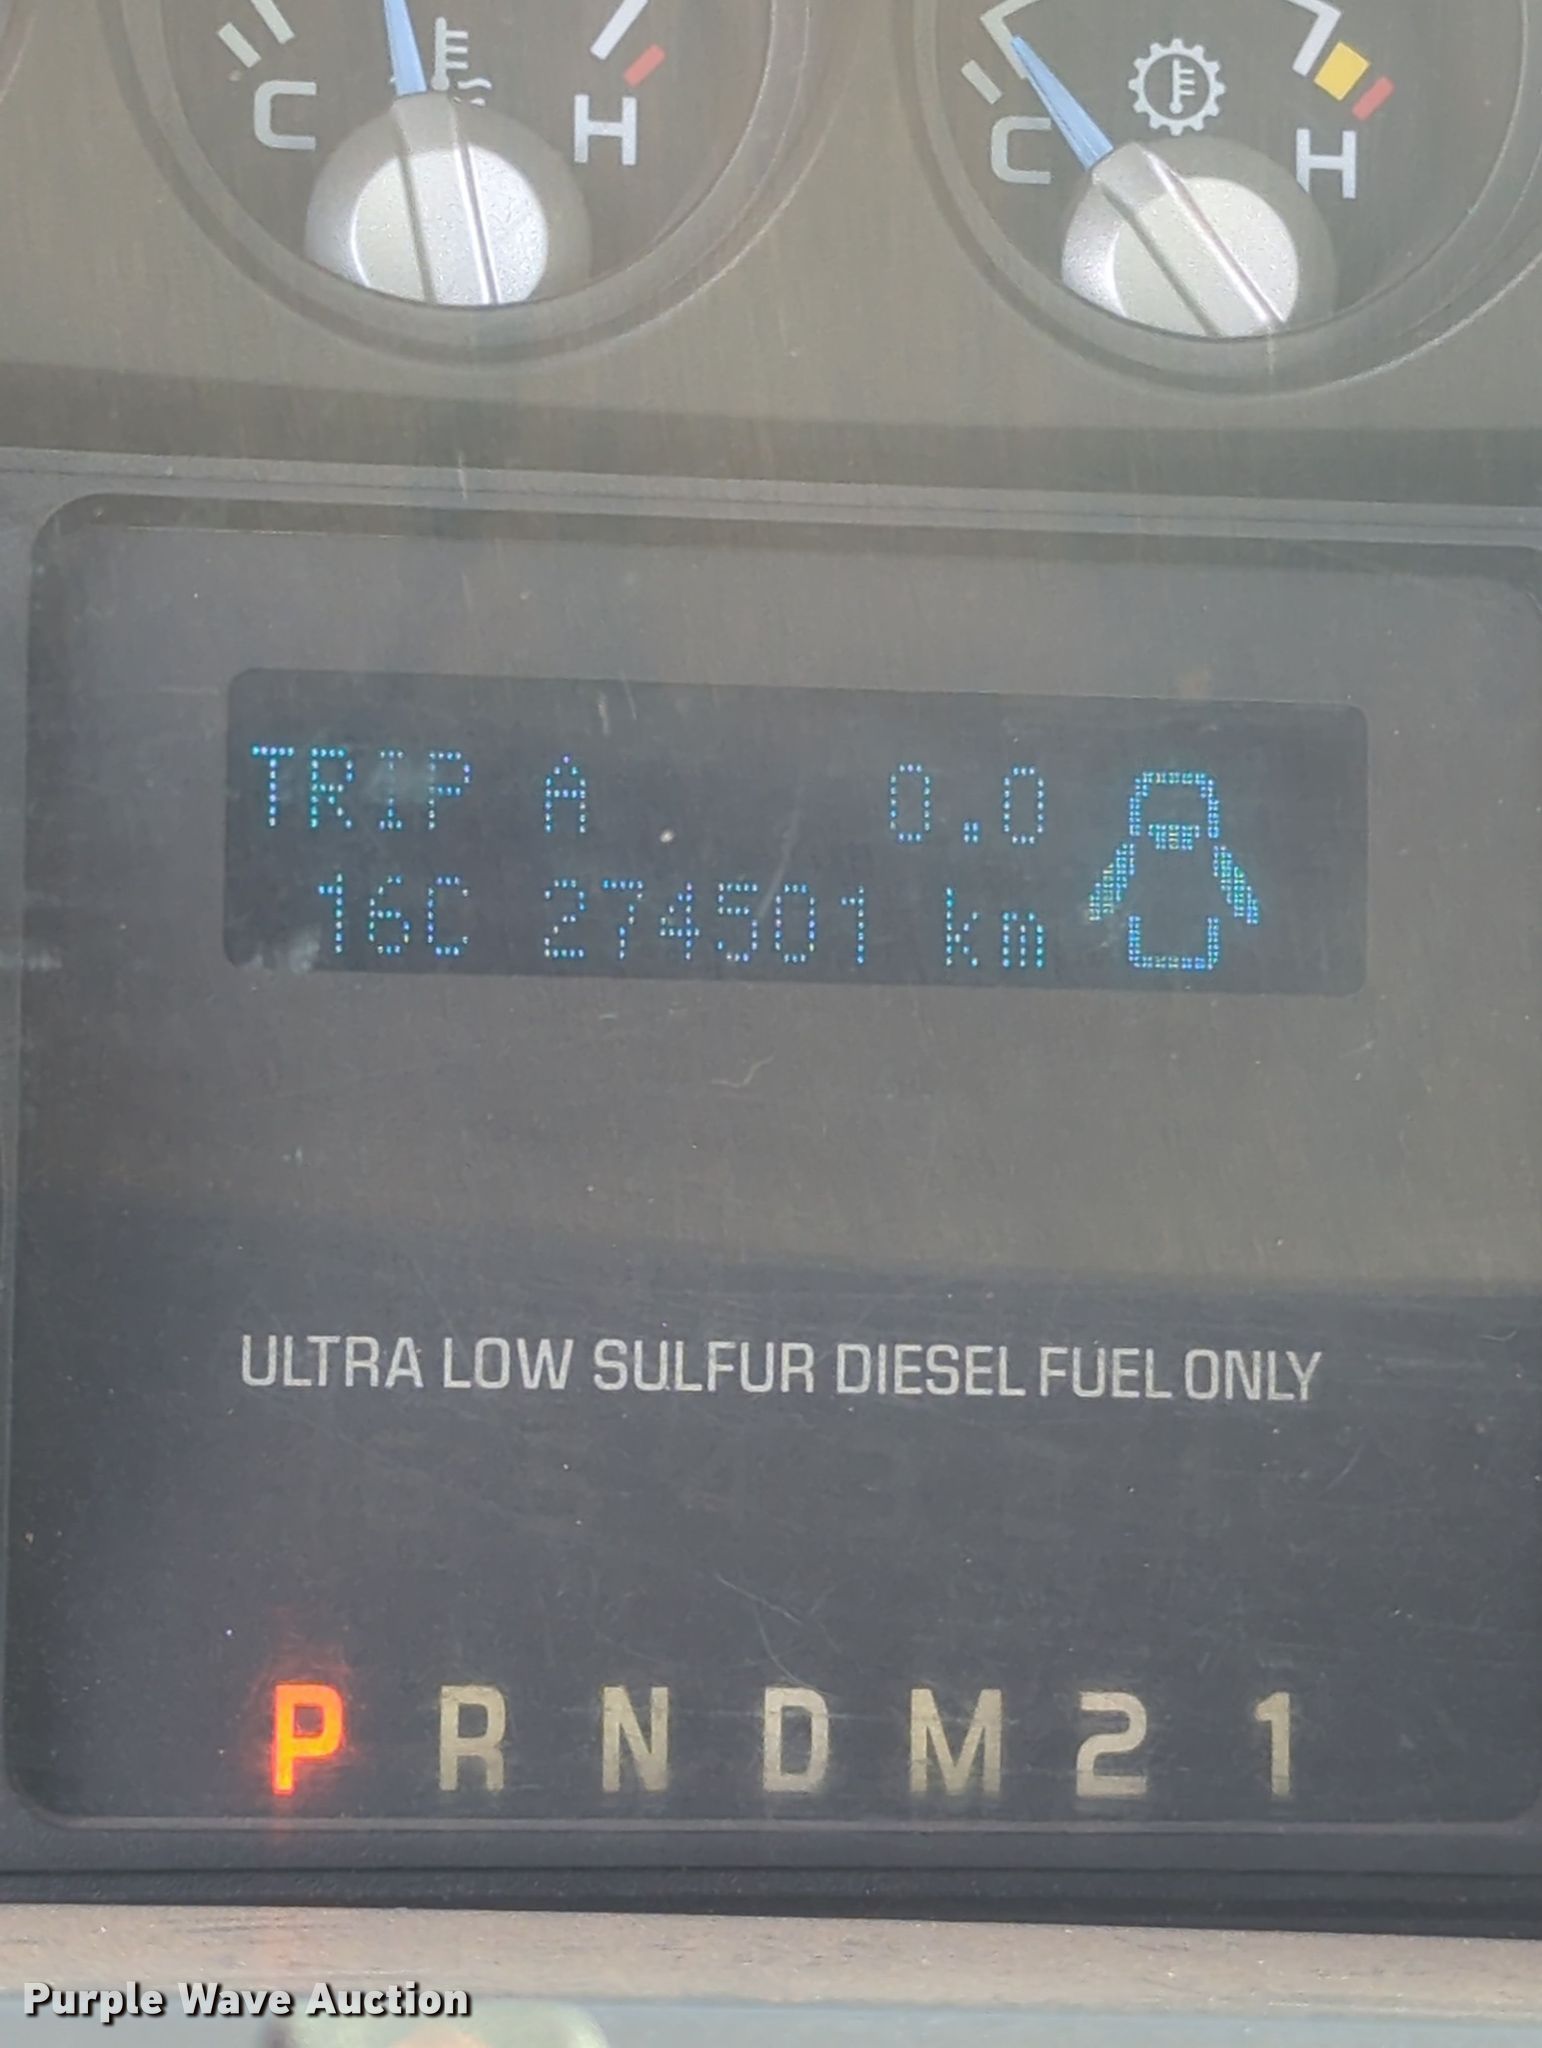 C H
C H
TRIP A 0.0
16C 274501 km
ULTRA LOW SULFUR DIESEL FUEL ONLY
P R N D M 2 1
Purple Wave Auction